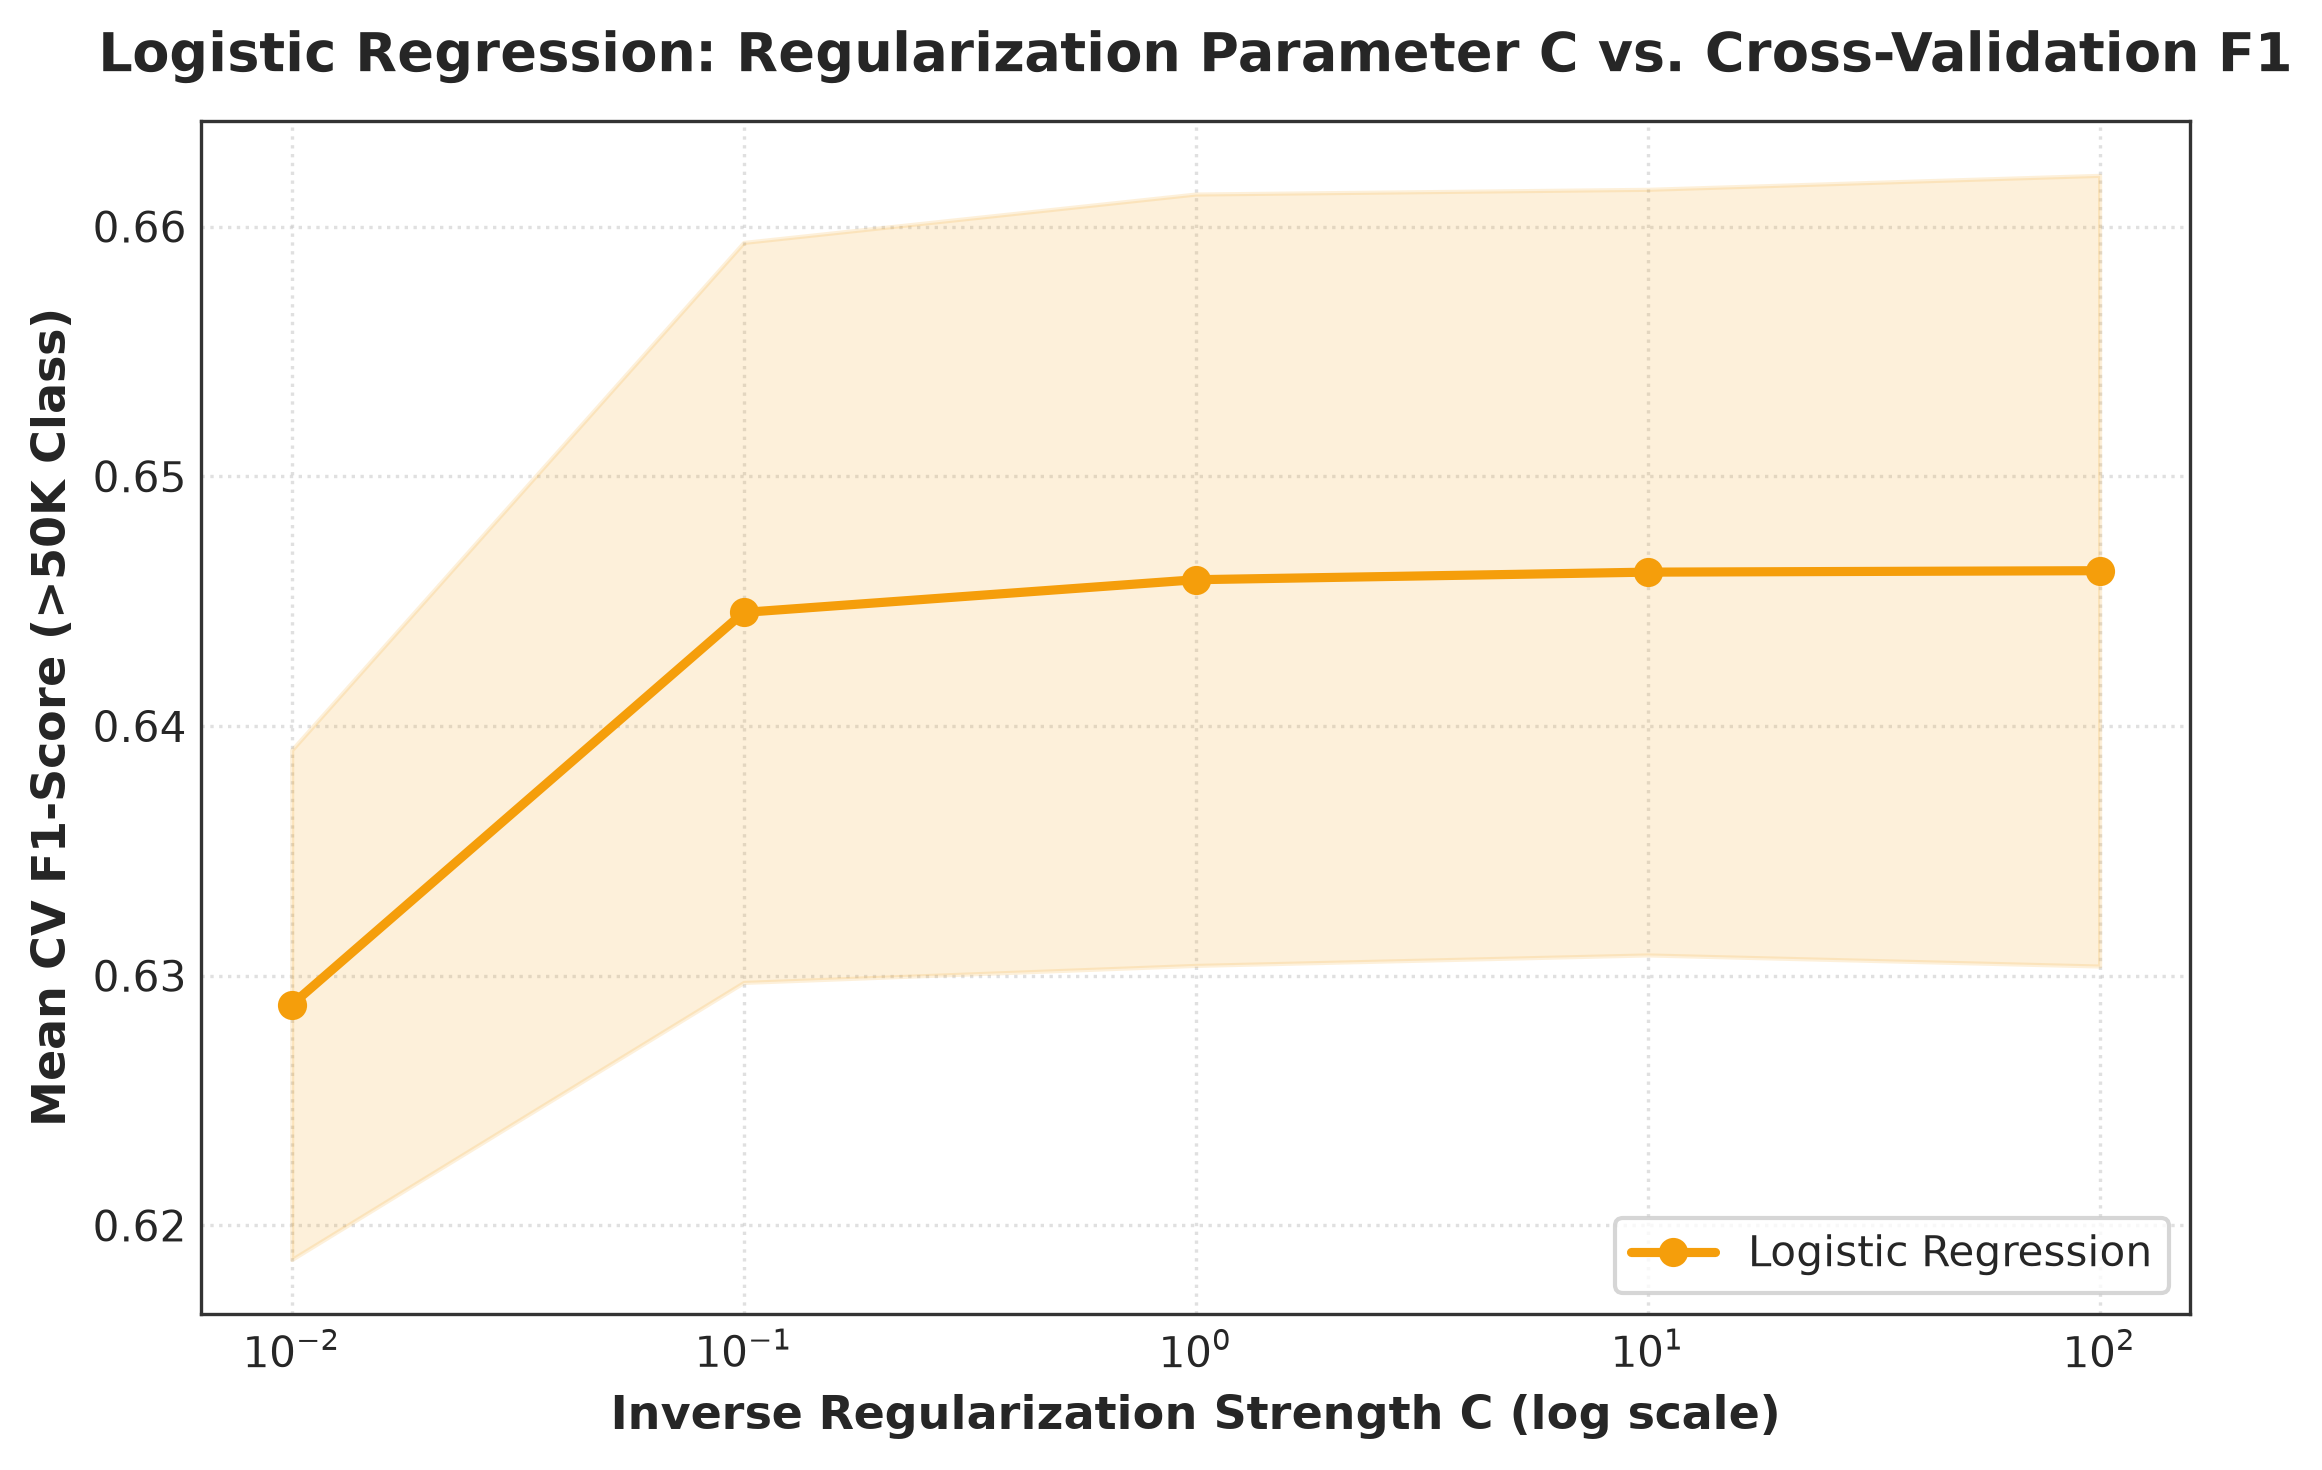 Logistic Regression: Regularization Parameter C vs. Cross-Validation F1
Mean CV F1-Score (>50K Class)
0.66
0.65
0.64
0.63
0.62
Logistic Regression
10⁻² 10⁻¹ 10⁰ 10¹ 10²
Inverse Regularization Strength C (log scale)